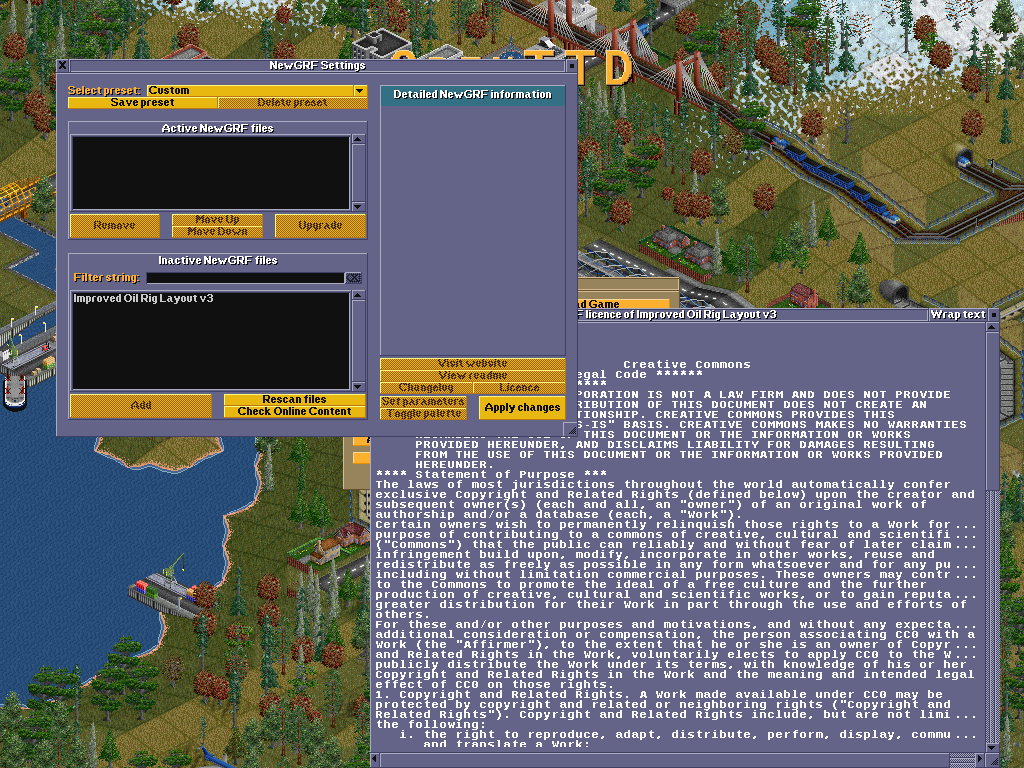 TTD
NewGRF Settings
Select preset: Custom
Save preset
Delete preset
Detailed NewGRF information
Active NewGRF files
Remove
Move Up
Move Down
Upgrade
Inactive NewGRF files
Filter string:
Improved Oil Rig Layout v3
Add
Rescan files
Check Online Content
Visit website
View readme
Changelog
Licence
Set parameters
Toggle palette
Apply changes
d Game
F licence of Improved Oil Rig Layout v3
Wrap text
Creative Commons
egal Code ******
****
PORATION IS NOT A LAW FIRM AND DOES NOT PROVIDE
IBUTION OF THIS DOCUMENT DOES NOT CREATE AN
TIONSHIP. CREATIVE COMMONS PROVIDES THIS
S-IS" BASIS. CREATIVE COMMONS MAKES NO WARRANTIES
THIS DOCUMENT OR THE INFORMATION OR WORKS
PROVIDED HEREUNDER, AND DISCLAIMS LIABILITY FOR DAMAGES RESULTING
FROM THE USE OF THIS DOCUMENT OR THE INFORMATION OR WORKS PROVIDED
HEREUNDER.
**** Statement of Purpose ***
The laws of most jurisdictions throughout the world automatically confer
exclusive Copyright and Related Rights (defined below) upon the creator and
subsequent owner(s) (each and all, an "owner") of an original work of
authorship and/or a database (each, a "Work").
Certain owners wish to permanently relinquish those rights to a Work for...
purpose of contributing to a commons of creative, cultural and scientifi...
("Commons") that the public can reliably and without fear of later claim...
infringement build upon, modify, incorporate in other works, reuse and
redistribute as freely as possible in any form whatsoever and for any pu...
including without limitation commercial purposes. These owners may contr...
to the Commons to promote the ideal of a free culture and the further
production of creative, cultural and scientific works, or to gain reputa...
greater distribution for their Work in part through the use and efforts of
others.
For these and/or other purposes and motivations, and without any expecta...
additional consideration or compensation, the person associating CC0 with a
Work (the "Affirmer"), to the extent that he or she is an owner of Copyr...
and Related Rights in the Work, voluntarily elects to apply CC0 to the W...
publicly distribute the Work under its terms, with knowledge of his or her
Copyright and Related Rights in the Work and the meaning and intended legal
effect of CC0 on those rights.
1. Copyright and Related Rights. A Work made available under CC0 may be
protected by copyright and related or neighboring rights ("Copyright and
Related Rights"). Copyright and Related Rights include, but are not limi...
the following:
i. the right to reproduce, adapt, distribute, perform, display, commu...
and translate a Work;